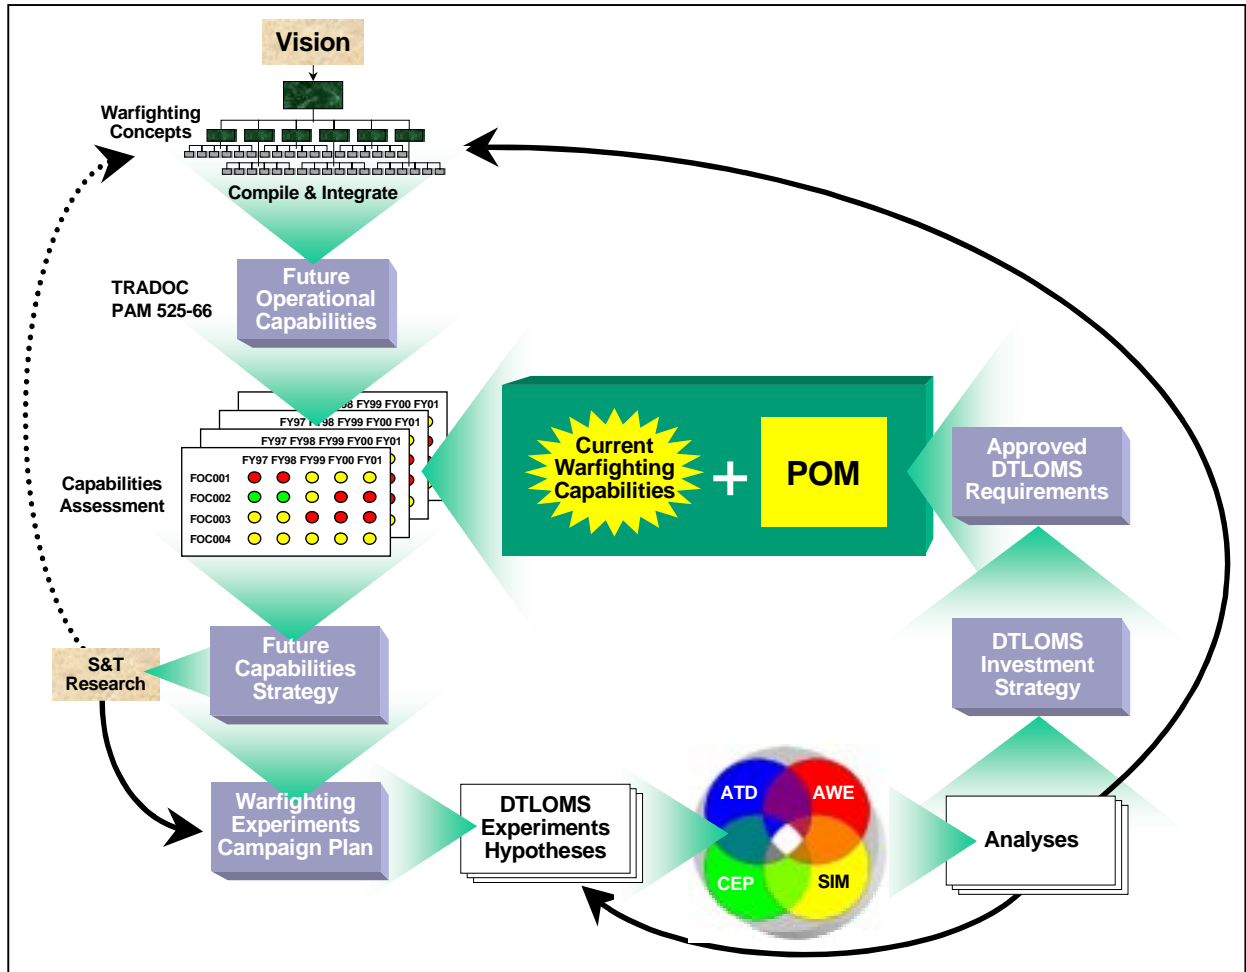 Vision
Warfighting
Concepts
Compile & Integrate
TRADOC
PAM 525-66
Future
Operational
Capabilities
98 FY99 FY00 FY01
FY97 FY98 FY99 FY00 FY01
FY97 FY98 FY99 FY00 FY01
FY97 FY98 FY99 FY00 FY01
FOC001
FOC002
FOC003
FOC004
Capabilities
Assessment
Current
Warfighting
Capabilities
+
POM
Approved
DTLOMS
Requirements
S&T
Research
Future
Capabilities
Strategy
DTLOMS
Investment
Strategy
Warfighting
Experiments
Campaign Plan
DTLOMS
Experiments
Hypotheses
ATD
AWE
CEP
SIM
Analyses